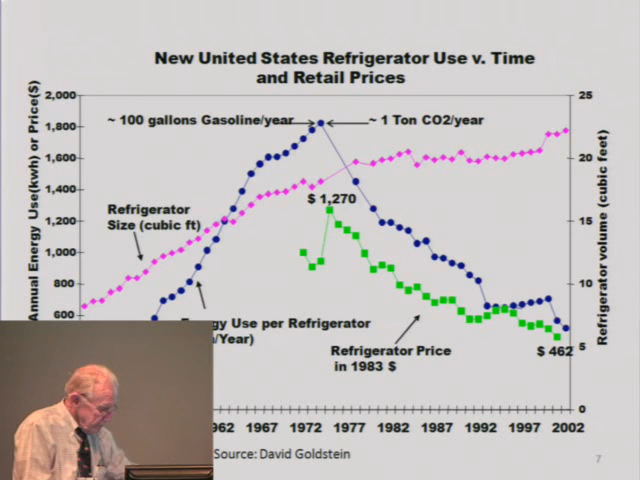 New United States Refrigerator Use v. Time
and Retail Prices
2,000
25
~ 100 gallons Gasoline/year
~ 1 Ton CO2/year
1,800
1,600
20
1,400
$ 1,270
Refrigerator
Size (cubic ft)
1,200
15
1,000
800
10
600
Annual Energy Use(kwh) or Price($)
Refrigerator volume (cubic feet)
gy Use per Refrigerator
/Year)
Refrigerator Price
in 1983 $
5
$ 462
0
962 1967 1972 1977 1982 1987 1992 1997 2002
Source: David Goldstein
7